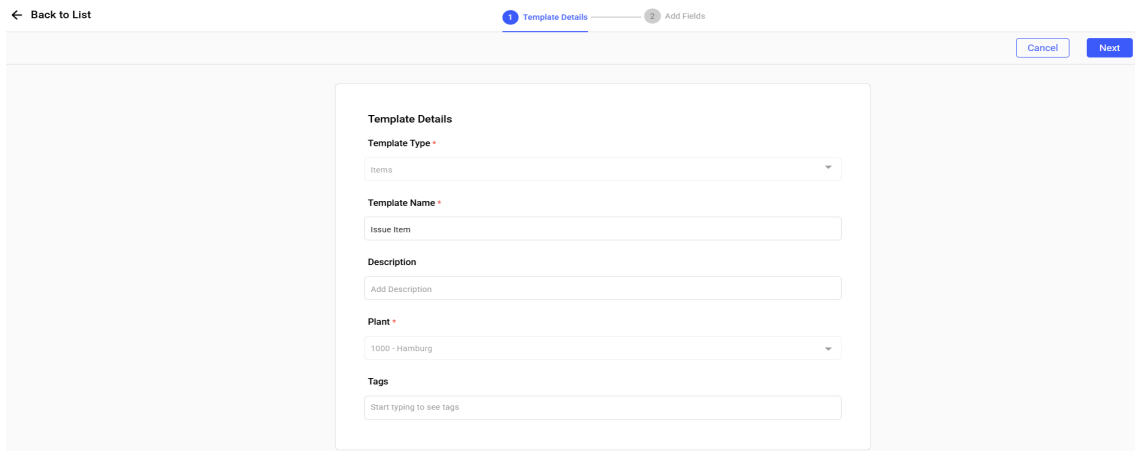 ← Back to List
1 Template Details
2 Add Fields
Cancel
Next
Template Details
Template Type *
Items
Template Name *
Issue Item
Description
Add Description
Plant *
1000 - Hamburg
Tags
Start typing to see tags